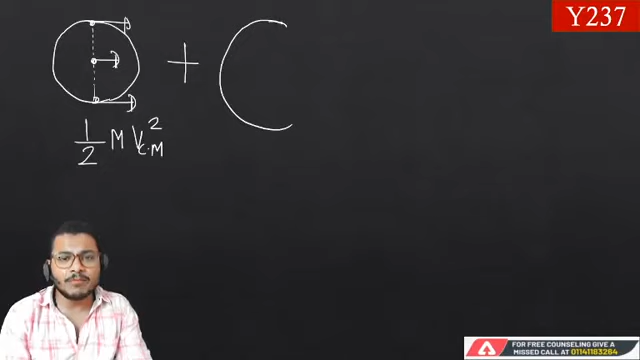 Y237
+
1/2 M V²C.M
FOR FREE COUNSELING GIVE A
MISSED CALL AT 01141183264